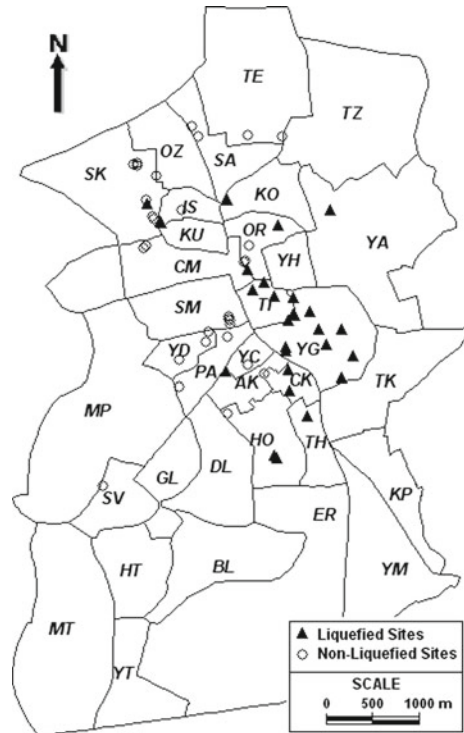 N
TE
TZ
OZ
SA
SK
KO
IS
OR
YA
KU
YH
CM
TI
SM
YD
YC
YG
PA
AK
CK
TK
MP
HO
TH
GL
DL
SV
KP
ER
HT
BL
YM
MT
YT
Liquefied Sites
Non-Liquefied Sites
SCALE
0 500 1000 m